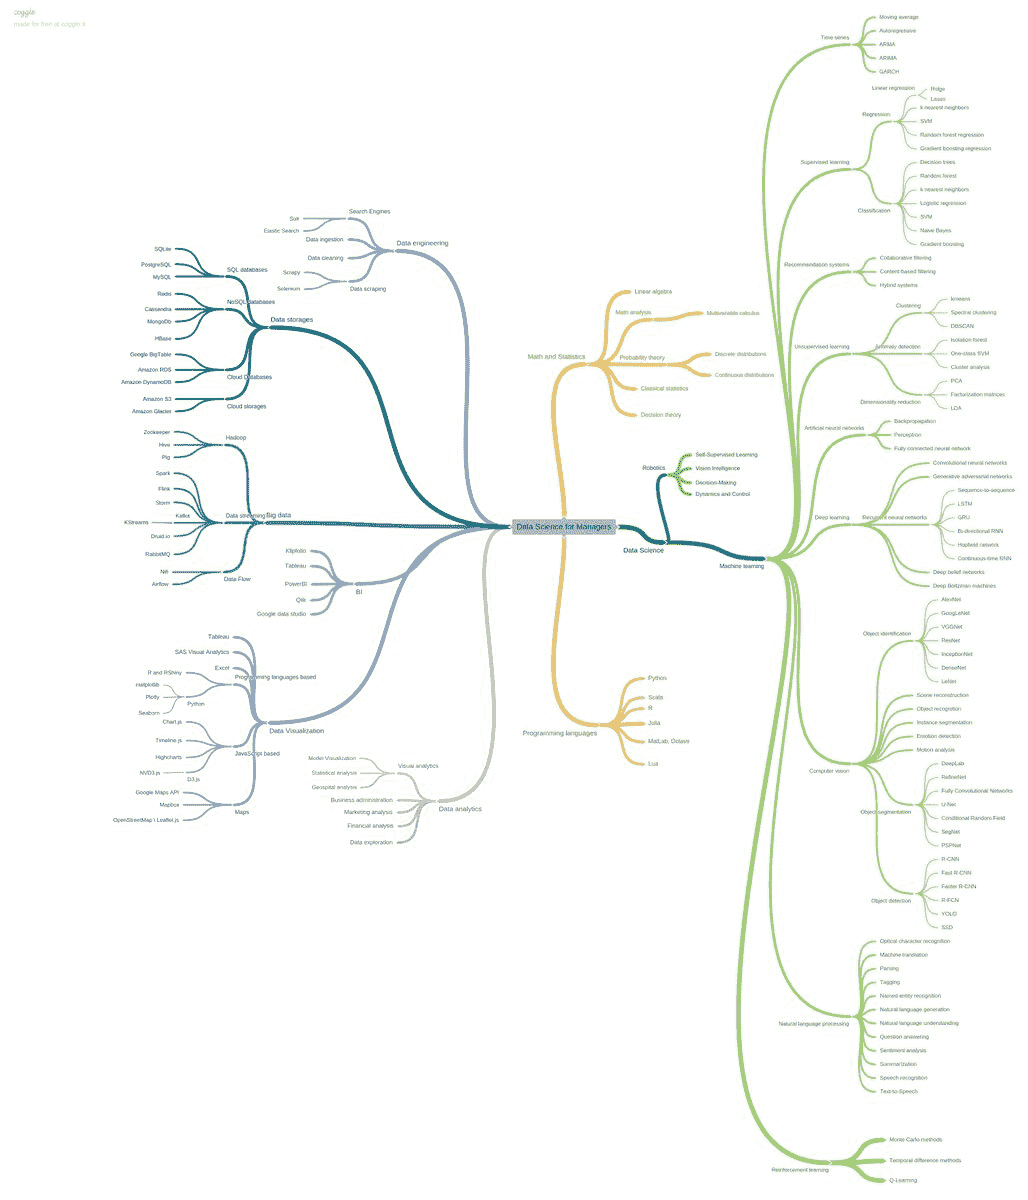 coggle
made for free at coggle.it
Data Science for Managers
Data engineering
Search Engines
Solr
Elastic Search
Data ingestion
Data cleaning
Data scraping
Scrapy
Selenium
Data storages
SQL databases
SQLite
PostgreSQL
MySQL
NoSQL databases
Redis
Cassandra
MongoDb
HBase
Cloud Databases
Google BigTable
Amazon RDS
Amazon DynamoDB
Cloud storages
Amazon S3
Amazon Glacier
Big data
Hadoop
Zookeeper
Hive
Pig
Data streaming
Spark
Flink
Storm
Kafka
KStreams
Druid.io
RabbitMQ
Data Flow
Nifi
Airflow
BI
Klipfolio
Tableau
PowerBI
Qlik
Google data studio
Data Visualization
Tableau
SAS Visual Analytics
Excel
Programming languages based
R and RShiny
Python
matplotlib
Plotly
Seaborn
JavaScript based
Chart.js
Timeline.js
Highcharts
D3.js
NVD3.js
Maps
Google Maps API
Mapbox
OpenStreetMap \ Leaflet.js
Data analytics
Visual analytics
Model Visualization
Statistical analysis
Geospital analysis
Business administration
Marketing analysis
Financial analysis
Data exploration
Math and Statistics
Linear algebra
Math analysis
Multivariable calculus
Probability theory
Discrete distributions
Continuous distributions
Classical statistics
Decision theory
Programming languages
Python
Scala
R
Julia
MatLab, Octave
Lua
Data Science
Robotics
Self-Supervised Learning
Vision Intelligence
Decision-Making
Dynamics and Control
Machine learning
Time series
Moving average
Autoregressive
ARMA
ARIMA
GARCH
Supervised learning
Regression
Linear regression
Ridge
Lasso
k nearest neighbors
SVM
Random forest regression
Gradient boosting regression
Classification
Decision trees
Random forest
k nearest neighbors
Logistic regression
SVM
Naive Bayes
Gradient boosting
Recommendation systems
Collaborative filtering
Content-based filtering
Hybrid systems
Unsupervised learning
Clustering
kmeans
Spectral clustering
DBSCAN
Anomaly detection
Isolation forest
One-class SVM
Cluster analysis
Dimensionality reduction
PCA
Factorization matrices
LDA
Artificial neural networks
Backpropagation
Perception
Fully connected neural network
Deep learning
Convolutional neural networks
Generative adversarial networks
Recurrent neural networks
Sequence-to-sequence
LSTM
GRU
Bi-directional RNN
Hopfield network
Continuous-time RNN
Deep belief networks
Deep Boltzman machines
Computer vision
Object identification
AlexNet
GoogLeNet
VGGNet
ResNet
InceptionNet
DenseNet
LeNet
Scene reconstruction
Object recognition
Instance segmentation
Emotion detection
Motion analysis
Object segmentation
DeepLab
RefineNet
Fully Convolutional Networks
U-Net
Conditional Random Field
SegNet
PSPNet
Object detection
R-CNN
Fast R-CNN
Faster R-CNN
R-FCN
YOLO
SSD
Natural language processing
Optical character recognition
Machine translation
Parsing
Tagging
Named entity recognition
Natural language generation
Natural language understanding
Question answering
Sentiment analysis
Summarization
Speech recognition
Text-to-Speech
Reinforcement learning
Monte Carlo methods
Temporal difference methods
Q-Learning